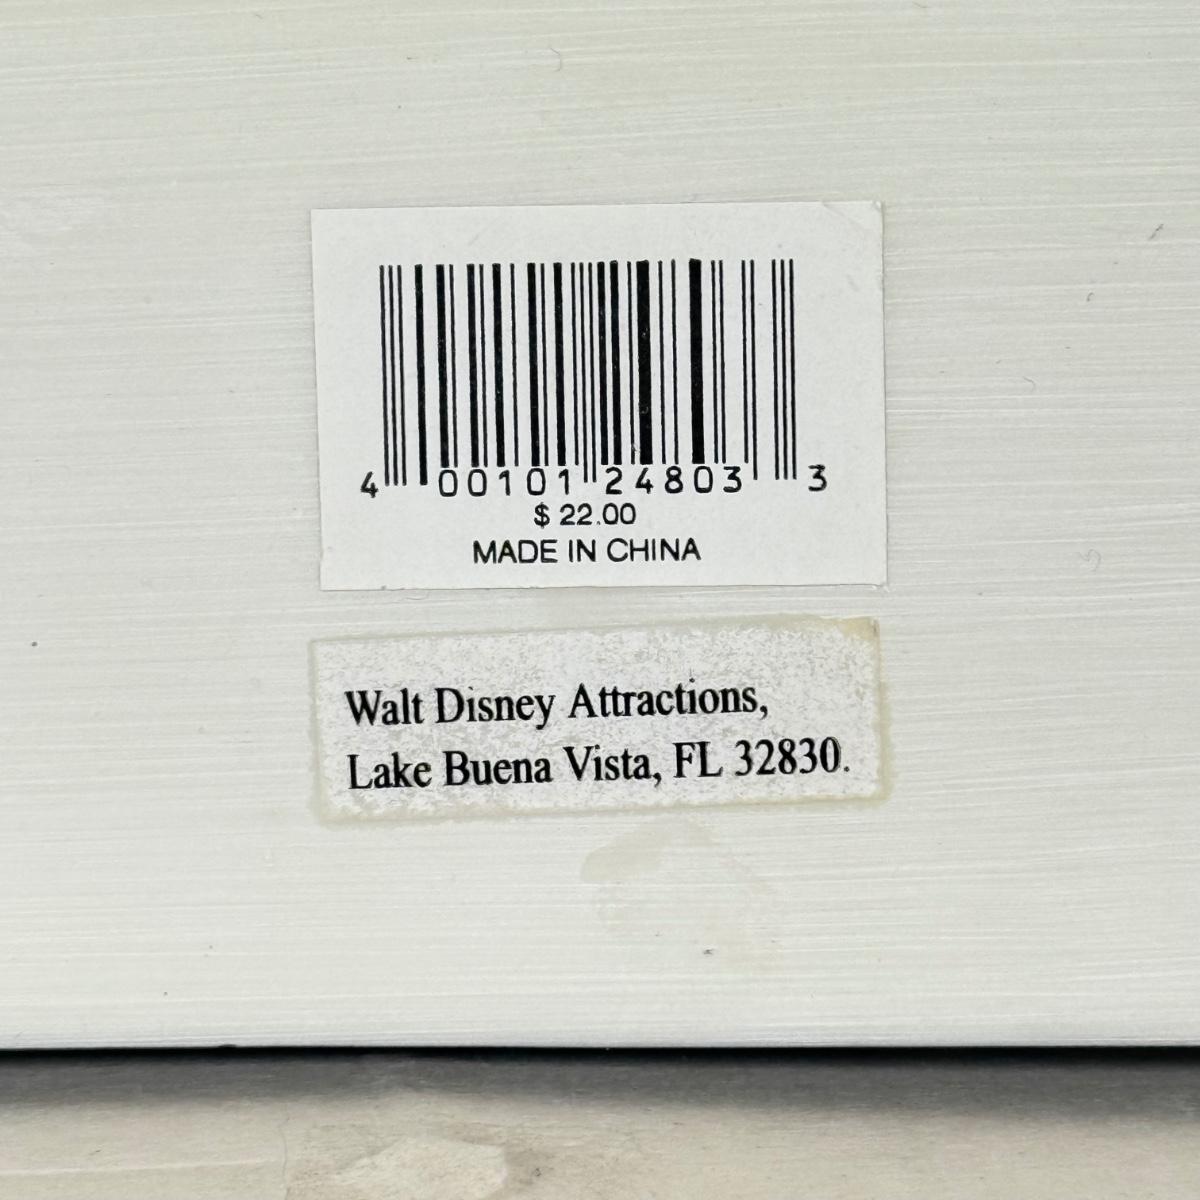 4 00101 24803 3
$ 22.00
MADE IN CHINA
Walt Disney Attractions,
Lake Buena Vista, FL 32830.